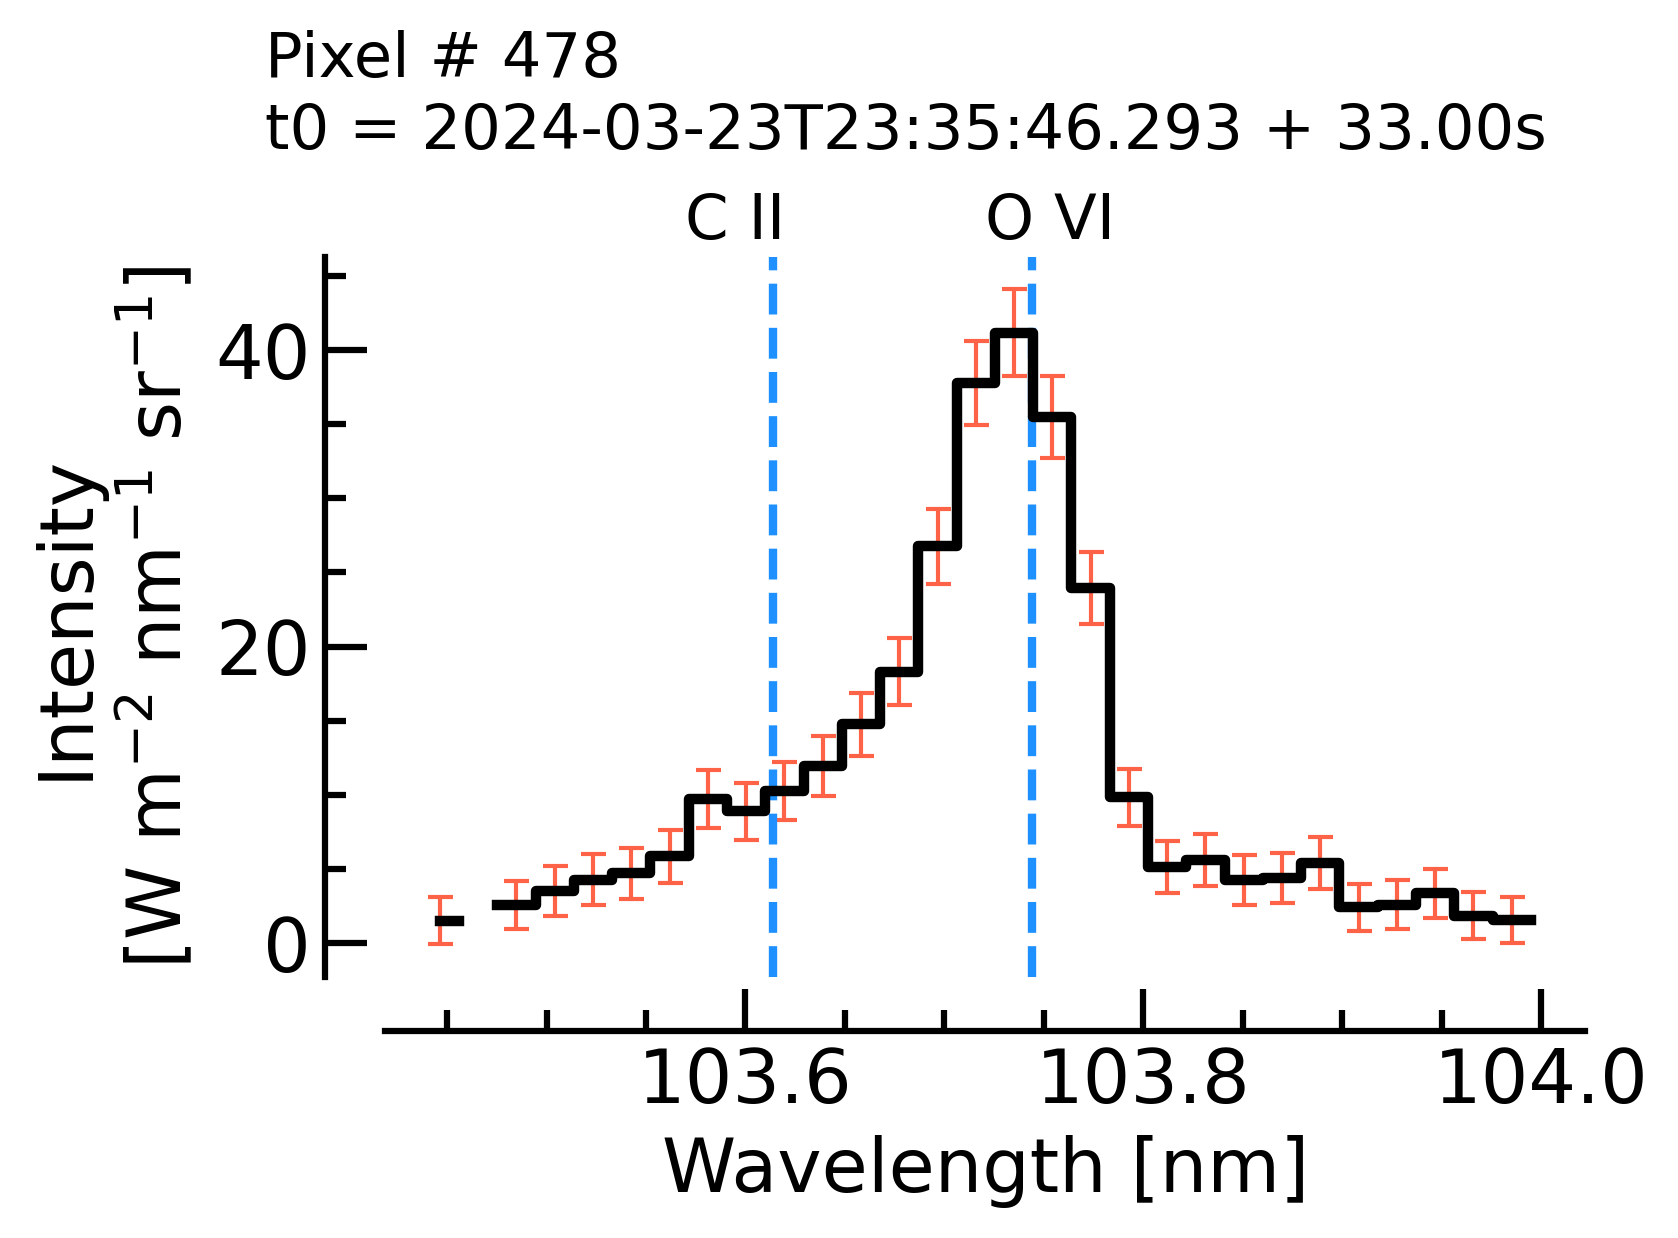 Pixel # 478
t0 = 2024-03-23T23:35:46.293 + 33.00s
C II O VI
Intensity
[W m⁻² nm⁻¹ sr⁻¹]
40
20
0
103.6 103.8 104.0
Wavelength [nm]